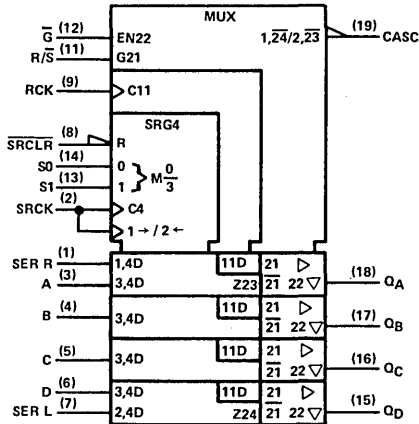 MUX
G̅ (12) EN22 1,2̅4̅/2,2̅3̅ (19) CASC
R/S̅ (11) G21
RCK (9) C11
SRG4
S̅R̅C̅L̅R̅ (8) R
S0 (14) 0
S1 (13) 1 } M 0/3
SRCK (2) C4
1 → / 2 ←
SER R (1) 1,4D 11D 21 ▷
A (3) 3,4D Z23 2̅1̅ 22 ▽ (18) QA
B (4) 3,4D 11D 21 ▷
2̅1̅ 22 ▽ (17) QB
C (5) 3,4D 11D 21 ▷
2̅1̅ 22 ▽ (16) QC
D (6) 3,4D 11D 21 ▷
SER L (7) 2,4D Z24 2̅1̅ 22 ▽ (15) QD